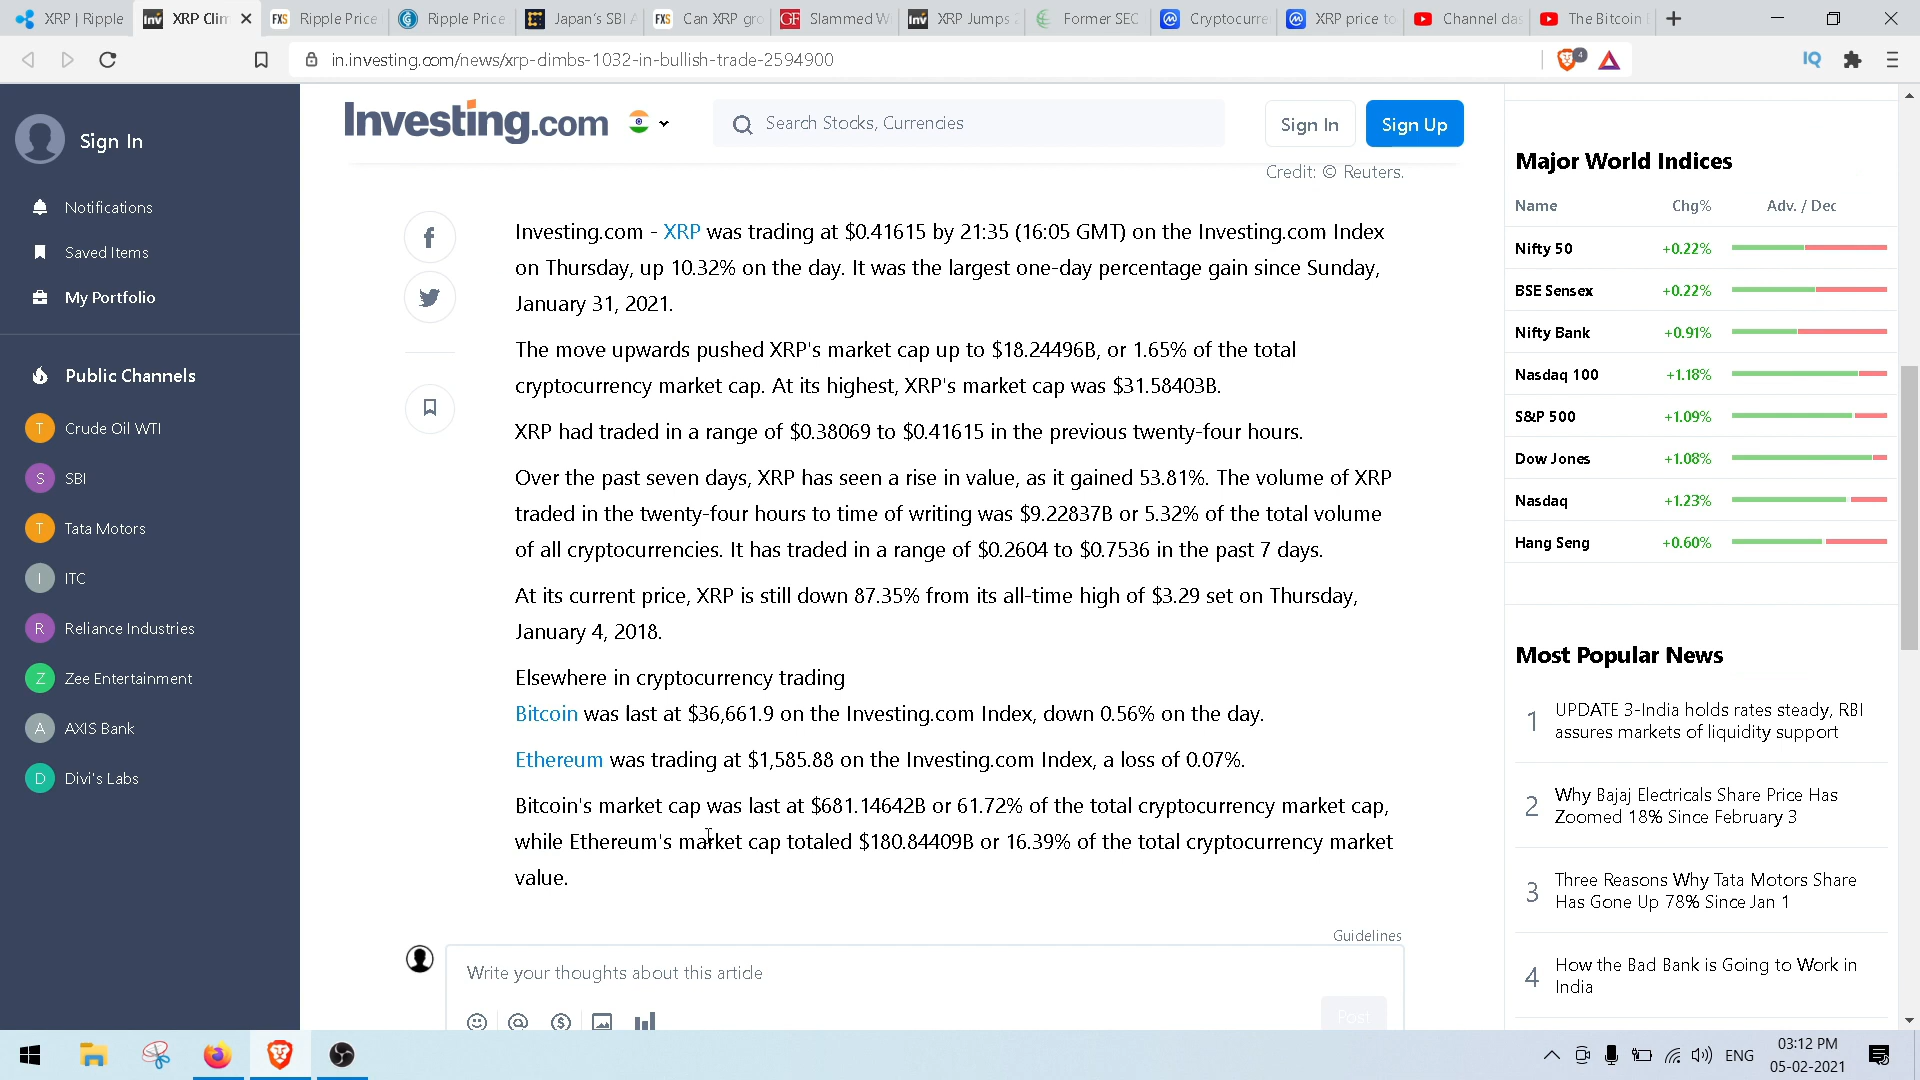 XRP | Ripple
XRP Clim
Ripple Price
Ripple Price
Japan's SBI A
Can XRP gro
Slammed W
XRP Jumps 2
Former SEC
Cryptocurre
XRP price to
Channel das
The Bitcoin E
in.investing.com/news/xrp-climbs-1032-in-bullish-trade-2594900
4
IQ
Sign In
Notifications
Saved Items
My Portfolio
Public Channels
T Crude Oil WTI
S SBI
T Tata Motors
I ITC
R Reliance Industries
Z Zee Entertainment
A AXIS Bank
D Divi's Labs
Investing.com
Search Stocks, Currencies
Sign In
Sign Up
Credit: © Reuters.
Investing.com - XRP was trading at $0.41615 by 21:35 (16:05 GMT) on the Investing.com Index
on Thursday, up 10.32% on the day. It was the largest one-day percentage gain since Sunday,
January 31, 2021.
The move upwards pushed XRP's market cap up to $18.24496B, or 1.65% of the total
cryptocurrency market cap. At its highest, XRP's market cap was $31.58403B.
XRP had traded in a range of $0.38069 to $0.41615 in the previous twenty-four hours.
Over the past seven days, XRP has seen a rise in value, as it gained 53.81%. The volume of XRP
traded in the twenty-four hours to time of writing was $9.22837B or 5.32% of the total volume
of all cryptocurrencies. It has traded in a range of $0.2604 to $0.7536 in the past 7 days.
At its current price, XRP is still down 87.35% from its all-time high of $3.29 set on Thursday,
January 4, 2018.
Elsewhere in cryptocurrency trading
Bitcoin was last at $36,661.9 on the Investing.com Index, down 0.56% on the day.
Ethereum was trading at $1,585.88 on the Investing.com Index, a loss of 0.07%.
Bitcoin's market cap was last at $681.14642B or 61.72% of the total cryptocurrency market cap,
while Ethereum's market cap totaled $180.84409B or 16.39% of the total cryptocurrency market
value.
Guidelines
Write your thoughts about this article
Post
Major World Indices
Name Chg% Adv. / Dec
Nifty 50 +0.22%
BSE Sensex +0.22%
Nifty Bank +0.91%
Nasdaq 100 +1.18%
S&P 500 +1.09%
Dow Jones +1.08%
Nasdaq +1.23%
Hang Seng +0.60%
Most Popular News
1 UPDATE 3-India holds rates steady, RBI
assures markets of liquidity support
2 Why Bajaj Electricals Share Price Has
Zoomed 18% Since February 3
3 Three Reasons Why Tata Motors Share
Has Gone Up 78% Since Jan 1
4 How the Bad Bank is Going to Work in
India
ENG
03:12 PM
05-02-2021